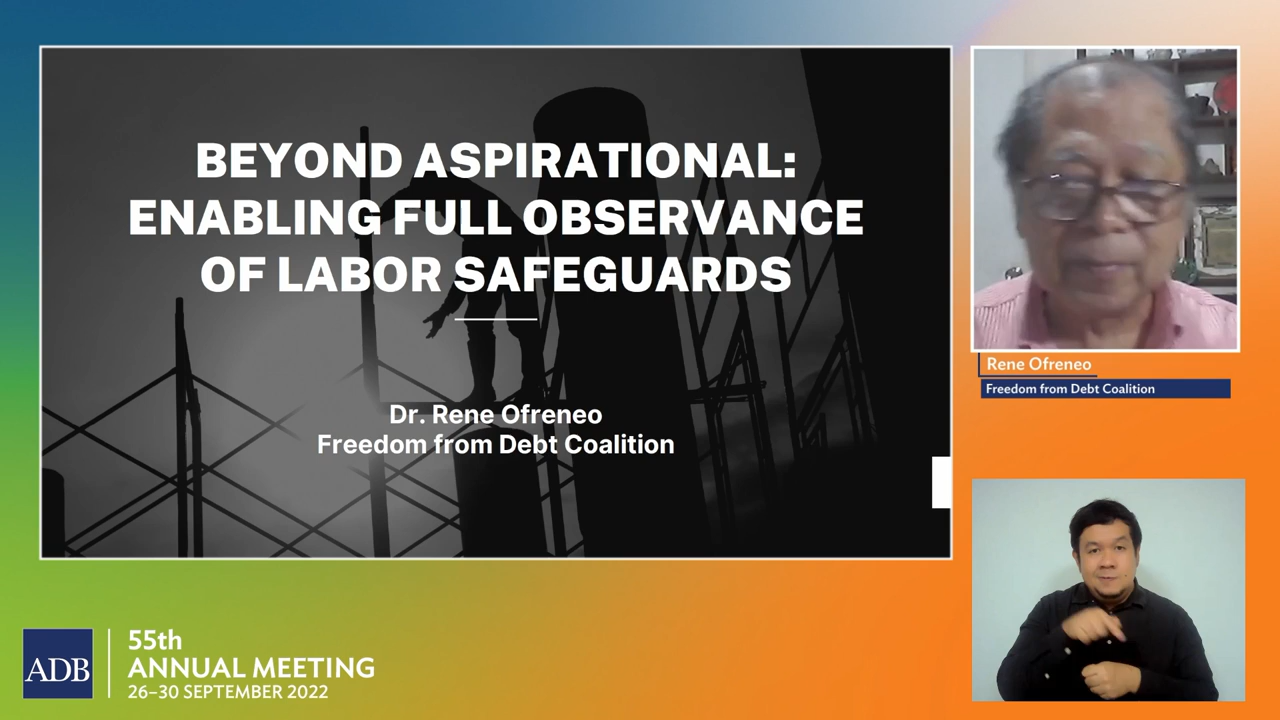 BEYOND ASPIRATIONAL:
ENABLING FULL OBSERVANCE
OF LABOR SAFEGUARDS
Dr. Rene Ofreneo
Freedom from Debt Coalition
Rene Ofreneo
Freedom from Debt Coalition
ADB
55th
ANNUAL MEETING
26–30 SEPTEMBER 2022